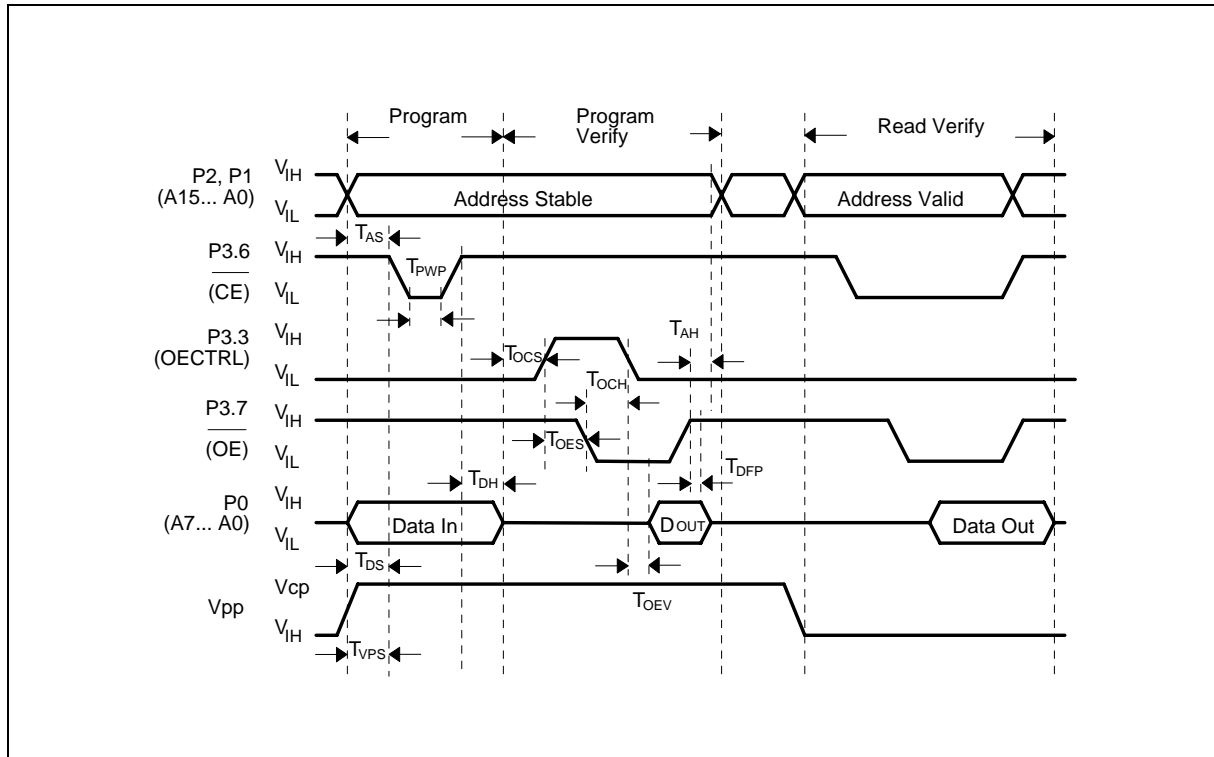 Program
Program
Verify
Read Verify
P2, P1
(A15... A0)
VIH
VIL
Address Stable
Address Valid
TAS
P3.6
(CE)
VIH
VIL
TPWP
P3.3
(OECTRL)
VIH
VIL
TOCS
TAH
TOCH
P3.7
(OE)
VIH
VIL
TOES
TDFP
TDH
P0
(A7... A0)
VIH
VIL
Data In
DOUT
Data Out
TDS
TOEV
Vpp
Vcp
VIH
TVPS